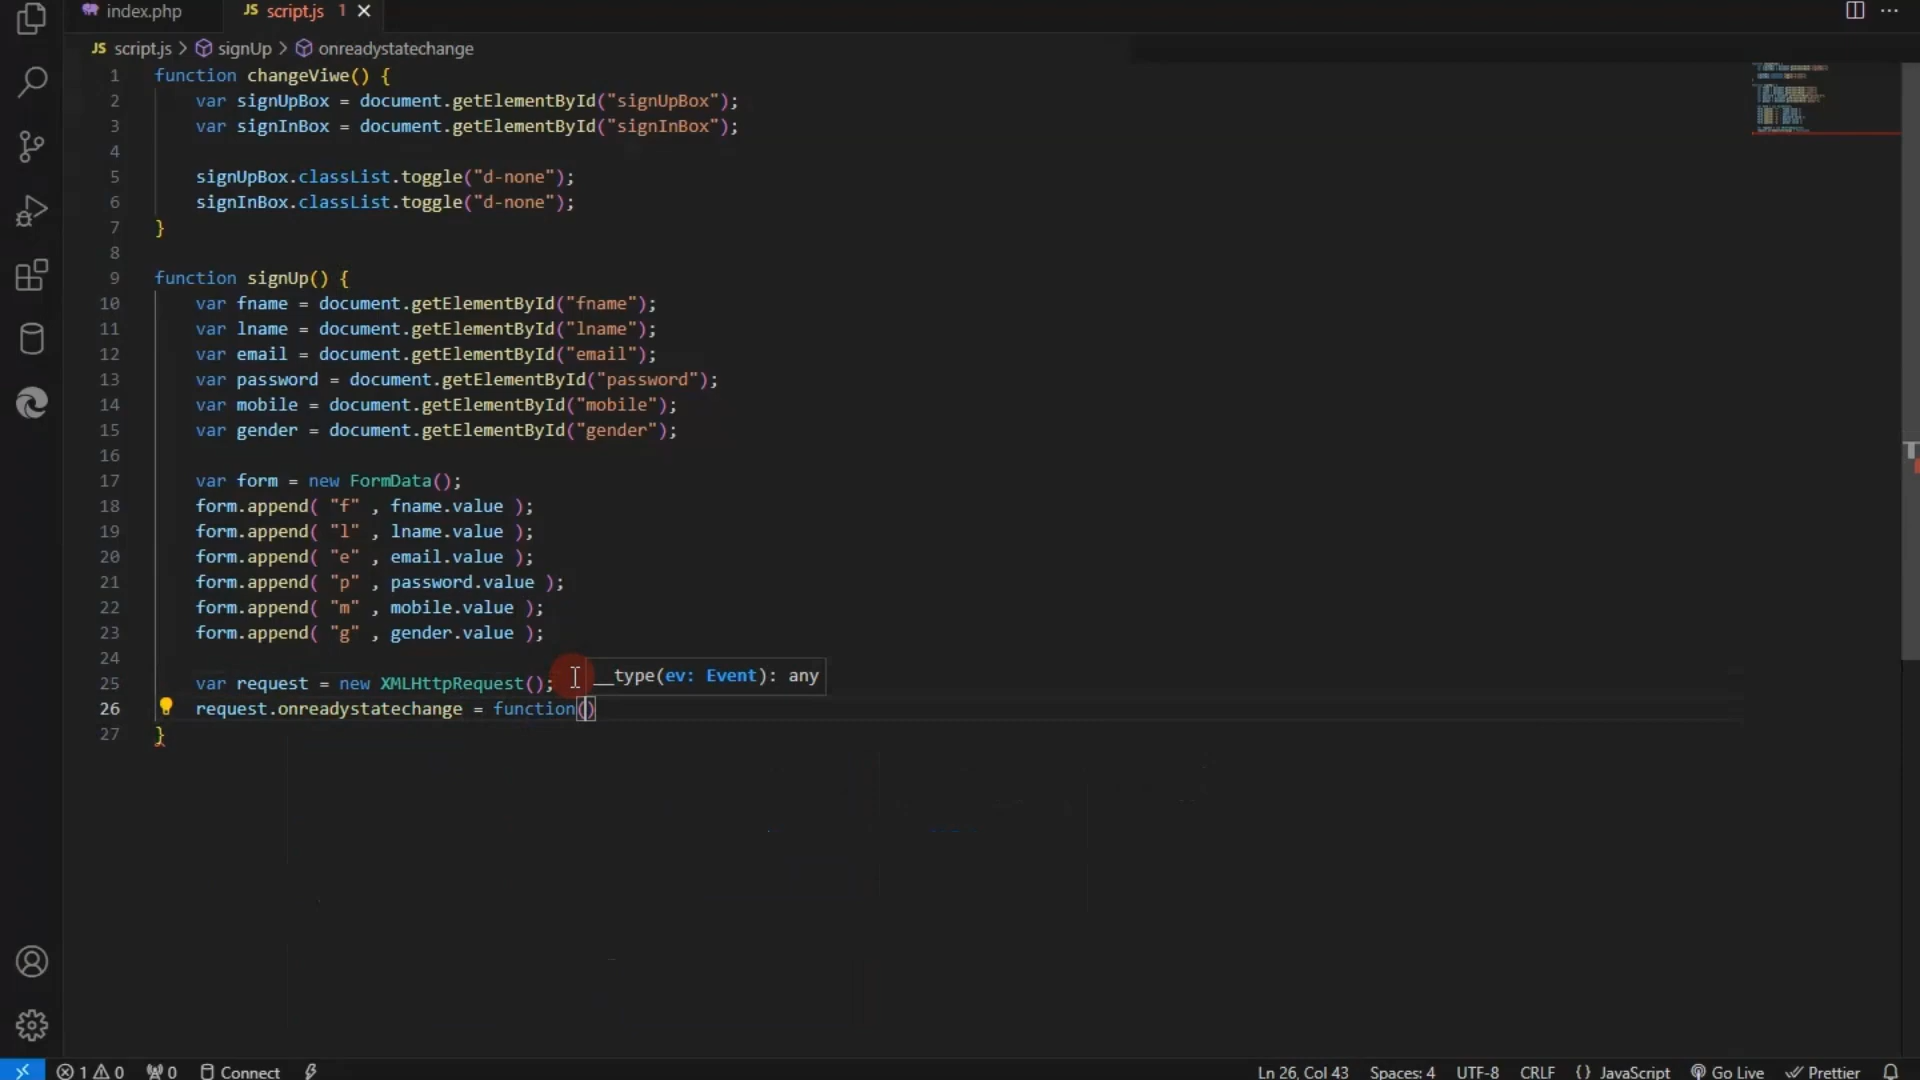 index.php
JS script.js 1
JS script.js > signUp > onreadystatechange
1 function changeViwe() {
2 var signUpBox = document.getElementById("signUpBox");
3 var signInBox = document.getElementById("signInBox");
4
5 signUpBox.classList.toggle("d-none");
6 signInBox.classList.toggle("d-none");
7 }
8
9 function signUp() {
10 var fname = document.getElementById("fname");
11 var lname = document.getElementById("lname");
12 var email = document.getElementById("email");
13 var password = document.getElementById("password");
14 var mobile = document.getElementById("mobile");
15 var gender = document.getElementById("gender");
16
17 var form = new FormData();
18 form.append( "f" , fname.value );
19 form.append( "l" , lname.value );
20 form.append( "e" , email.value );
21 form.append( "p" , password.value );
22 form.append( "m" , mobile.value );
23 form.append( "g" , gender.value );
24
25 var request = new XMLHttpRequest();
__type(ev: Event): any
26 request.onreadystatechange = function()
27 }
1 0 0 Connect Ln 26, Col 43 Spaces: 4 UTF-8 CRLF {} JavaScript Go Live Prettier